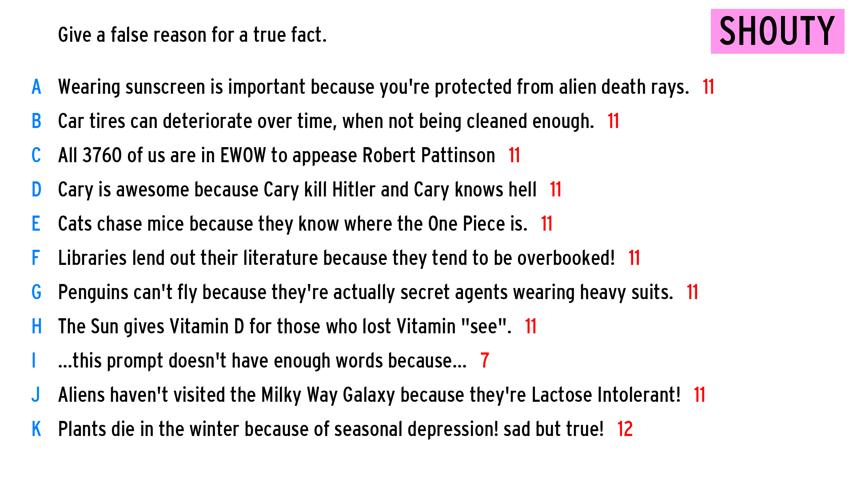 Give a false reason for a true fact.
SHOUTY
A Wearing sunscreen is important because you're protected from alien death rays. 11
B Car tires can deteriorate over time, when not being cleaned enough. 11
C All 3760 of us are in EWOW to appease Robert Pattinson 11
D Cary is awesome because Cary kill Hitler and Cary knows hell 11
E Cats chase mice because they know where the One Piece is. 11
F Libraries lend out their literature because they tend to be overbooked! 11
G Penguins can't fly because they're actually secret agents wearing heavy suits. 11
H The Sun gives Vitamin D for those who lost Vitamin "see". 11
I ...this prompt doesn't have enough words because... 7
J Aliens haven't visited the Milky Way Galaxy because they're Lactose Intolerant! 11
K Plants die in the winter because of seasonal depression! sad but true! 12